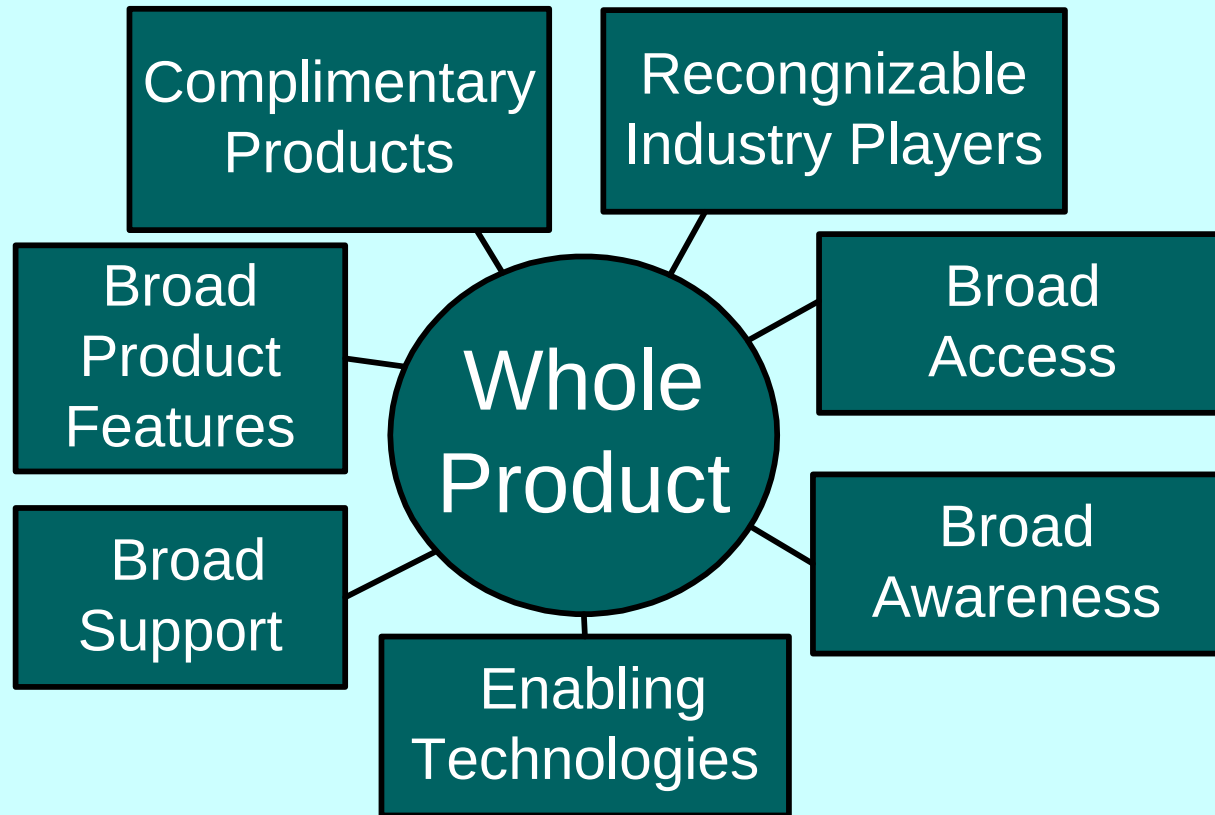 Complimentary
Products
Recongnizable
Industry Players
Broad
Product
Features
Whole
Product
Broad
Access
Broad
Support
Broad
Awareness
Enabling
Technologies